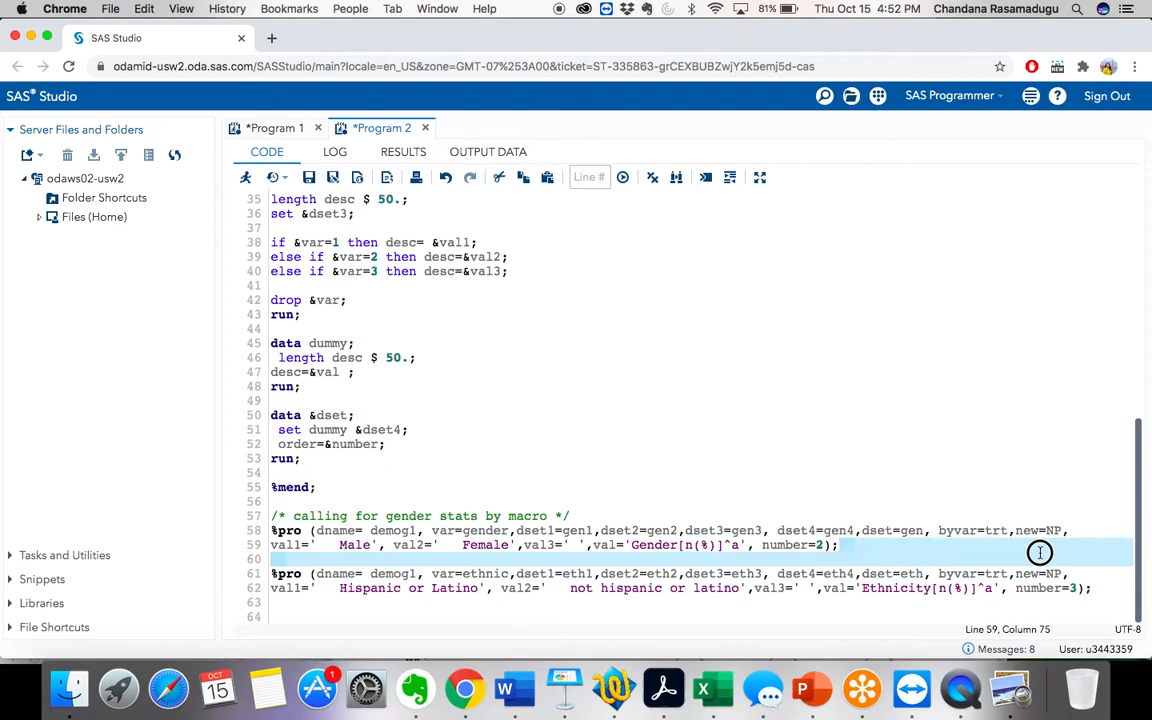 Chrome File Edit View History Bookmarks People Tab Window Help 81% Thu Oct 15 4:52 PM Chandana Rasamadugu
SAS Studio
odamid-usw2.oda.sas.com/SASStudio/main?locale=en_US&zone=GMT-07%253A00&ticket=ST-335863-grCEXBUBZwjY2k5emj5d-cas
SAS® Studio SAS Programmer Sign Out
Server Files and Folders
*Program 1 *Program 2
CODE LOG RESULTS OUTPUT DATA
Line #
odaws02-usw2
Folder Shortcuts
Files (Home)
Tasks and Utilities
Snippets
Libraries
File Shortcuts
35 length desc $ 50.;
36 set &dset3;
37
38 if &var=1 then desc= &val1;
39 else if &var=2 then desc=&val2;
40 else if &var=3 then desc=&val3;
41
42 drop &var;
43 run;
44
45 data dummy;
46 length desc $ 50.;
47 desc=&val ;
48 run;
49
50 data &dset;
51 set dummy &dset4;
52 order=&number;
53 run;
54
55 %mend;
56
57 /* calling for gender stats by macro */
58 %pro (dname= demog1, var=gender,dset1=gen1,dset2=gen2,dset3=gen3, dset4=gen4,dset=gen, byvar=trt,new=NP,
59 val1='   Male', val2='   Female',val3=' ',val='Gender[n(%)]^a', number=2);
60
61 %pro (dname= demog1, var=ethnic,dset1=eth1,dset2=eth2,dset3=eth3, dset4=eth4,dset=eth, byvar=trt,new=NP,
62 val1='   Hispanic or Latino', val2='   not hispanic or latino',val3=' ',val='Ethnicity[n(%)]^a', number=3);
63
64
Line 59, Column 75 UTF-8
Messages: 8 User: u3443359
OCT
15
1